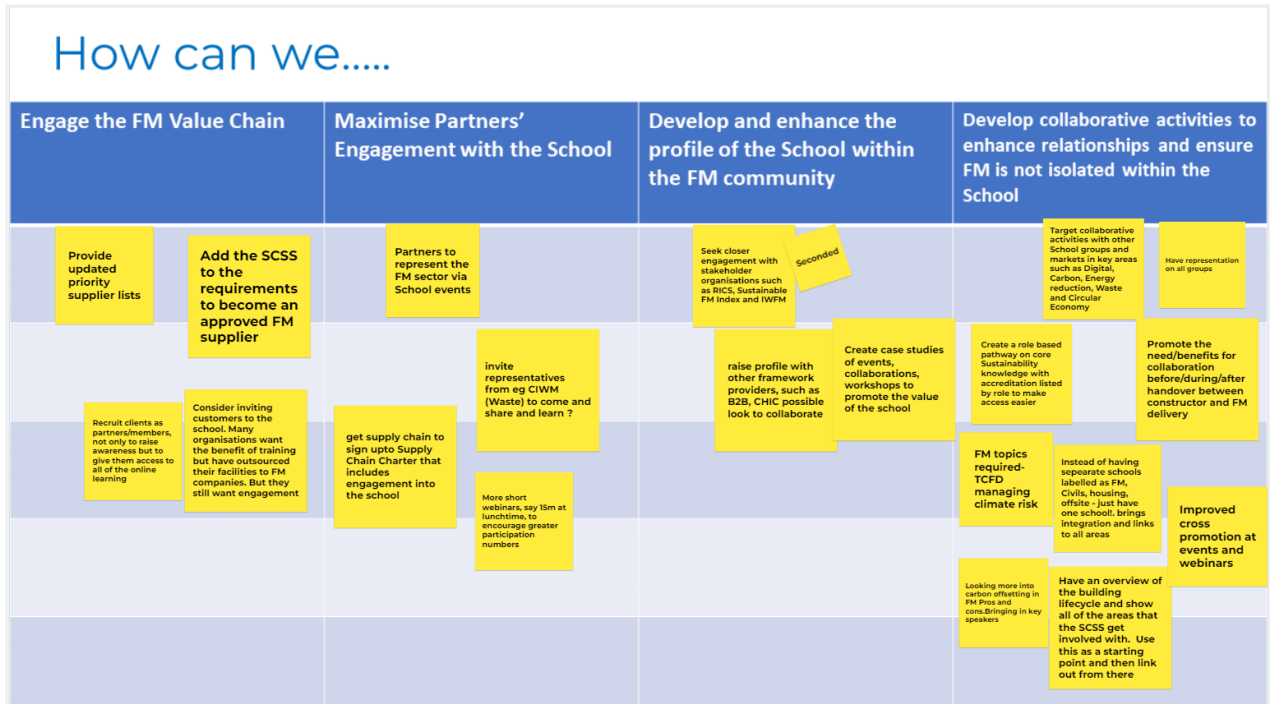 How can we.....
Engage the FM Value Chain
Maximise Partners'
Engagement with the School
Develop and enhance the
profile of the School within
the FM community
Develop collaborative activities to
enhance relationships and ensure
FM is not isolated within the
School
Provide
updated
priority
supplier lists
Add the SCSS
to the
requirements
to become an
approved FM
supplier
Recruit clients as
partners/members,
not only to raise
awareness but to
give them access to
all of the online
learning
Consider inviting
customers to the
school. Many
organisations want
the benefit of training
but have outsourced
their facilities to FM
companies. But they
still want engagement
Partners to
represent the
FM sector via
School events
invite
representatives
from eg CIWM
(Waste) to come and
share and learn ?
get supply chain to
sign upto Supply
Chain Charter that
includes
engagement into
the school
More short
webinars, say 15m at
lunchtime, to
encourage greater
participation
numbers
Seek closer
engagement with
stakeholder
organisations such
as RICS, Sustainable
FM Index and IWFM
Seconded
raise profile with
other framework
providers, such as
B2B, CHIC possible
look to collaborate
Create case studies
of events,
collaborations,
workshops to
promote the value
of the school
Target collaborative
activities with other
School groups and
markets in key areas
such as Digital,
Carbon, Energy
reduction, Waste
and Circular
Economy
Have representation
on all groups
Create a role based
pathway on core
Sustainability
knowledge with
accreditation listed
by role to make
access easier
Promote the
need/benefits for
collaboration
before/during/after
handover between
constructor and FM
delivery
FM topics
required-
TCFD
managing
climate risk
Instead of having
sepearate schools
labelled as FM,
Civils, housing,
offsite - just have
one school!. brings
integration and links
to all areas
Improved
cross
promotion at
events and
webinars
Looking more into
carbon offsetting in
FM Pros and
cons.Bringing in key
speakers
Have an overview of
the building
lifecycle and show
all of the areas that
the SCSS get
involved with. Use
this as a starting
point and then link
out from there